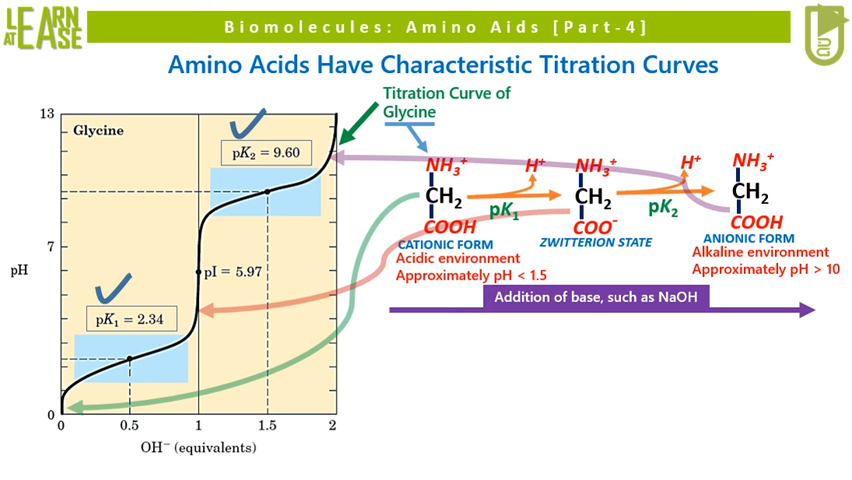 LEARN
AT EASE
Biomolecules: Amino Aids [Part-4]
Amino Acids Have Characteristic Titration Curves
Titration Curve of
Glycine
13
Glycine
pK₂ = 9.60
7
pH
pI = 5.97
pK₁ = 2.34
0
0
0.5
1
1.5
2
OH⁻ (equivalents)
NH₃⁺
CH₂
COOH
CATIONIC FORM
Acidic environment
Approximately pH < 1.5
H⁺
pK₁
NH₃⁺
CH₂
COO⁻
ZWITTERION STATE
H⁺
pK₂
NH₃⁺
CH₂
COOH
ANIONIC FORM
Alkaline environment
Approximately pH > 10
Addition of base, such as NaOH